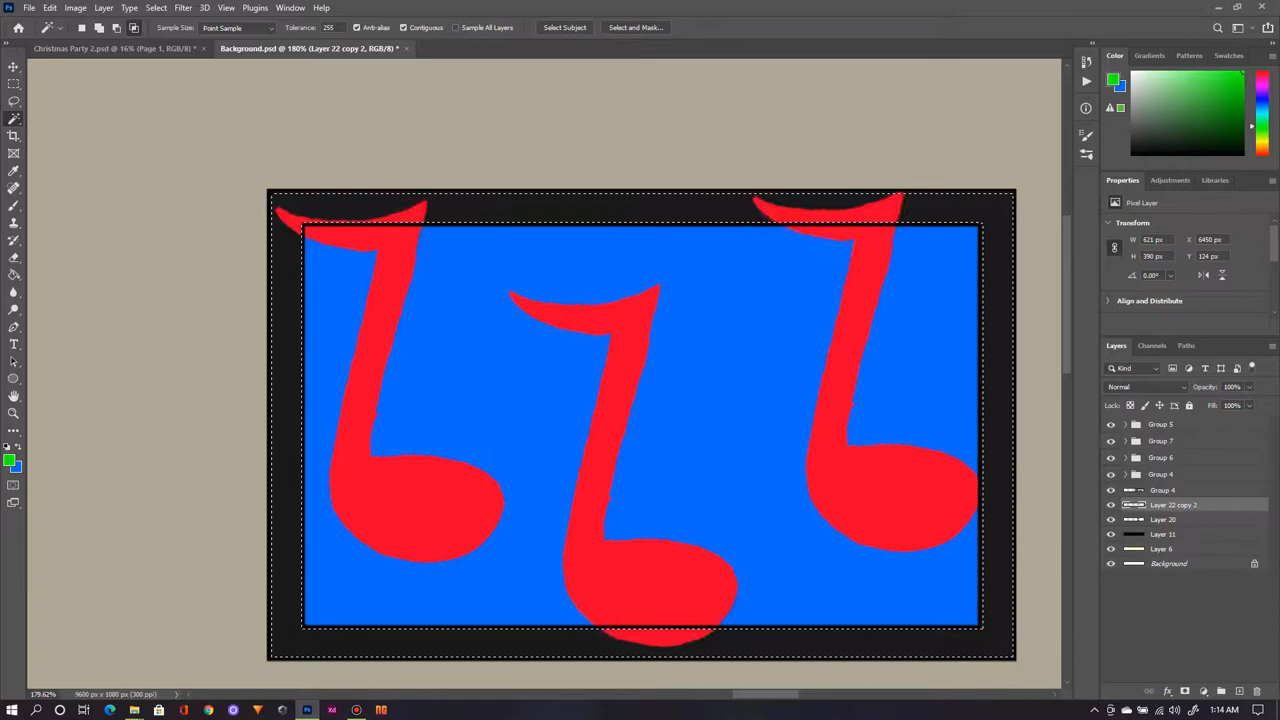 File Edit Image Layer Type Select Filter 3D View Plugins Window Help
Sample Size: Point Sample Tolerance: 255 Anti-alias Contiguous Sample All Layers Select Subject Select and Mask...
Christmas Party 2.psd @ 16% (Page 1, RGB/8) * × Background.psd @ 180% (Layer 22 copy 2, RGB/8) * ×
Color Gradients Patterns Swatches
Properties Adjustments Libraries
Pixel Layer
Transform
W 621 px X 6450 px
H 390 px Y 124 px
0.00°
Align and Distribute
Layers Channels Paths
Kind
Normal Opacity: 100%
Lock: Fill: 100%
Group 5
Group 7
Group 6
Group 4
Group 4
Layer 22 copy 2
Layer 20
Layer 11
Layer 6
Background
179.62% 9600 px x 1080 px (300 ppi)
1:14 AM